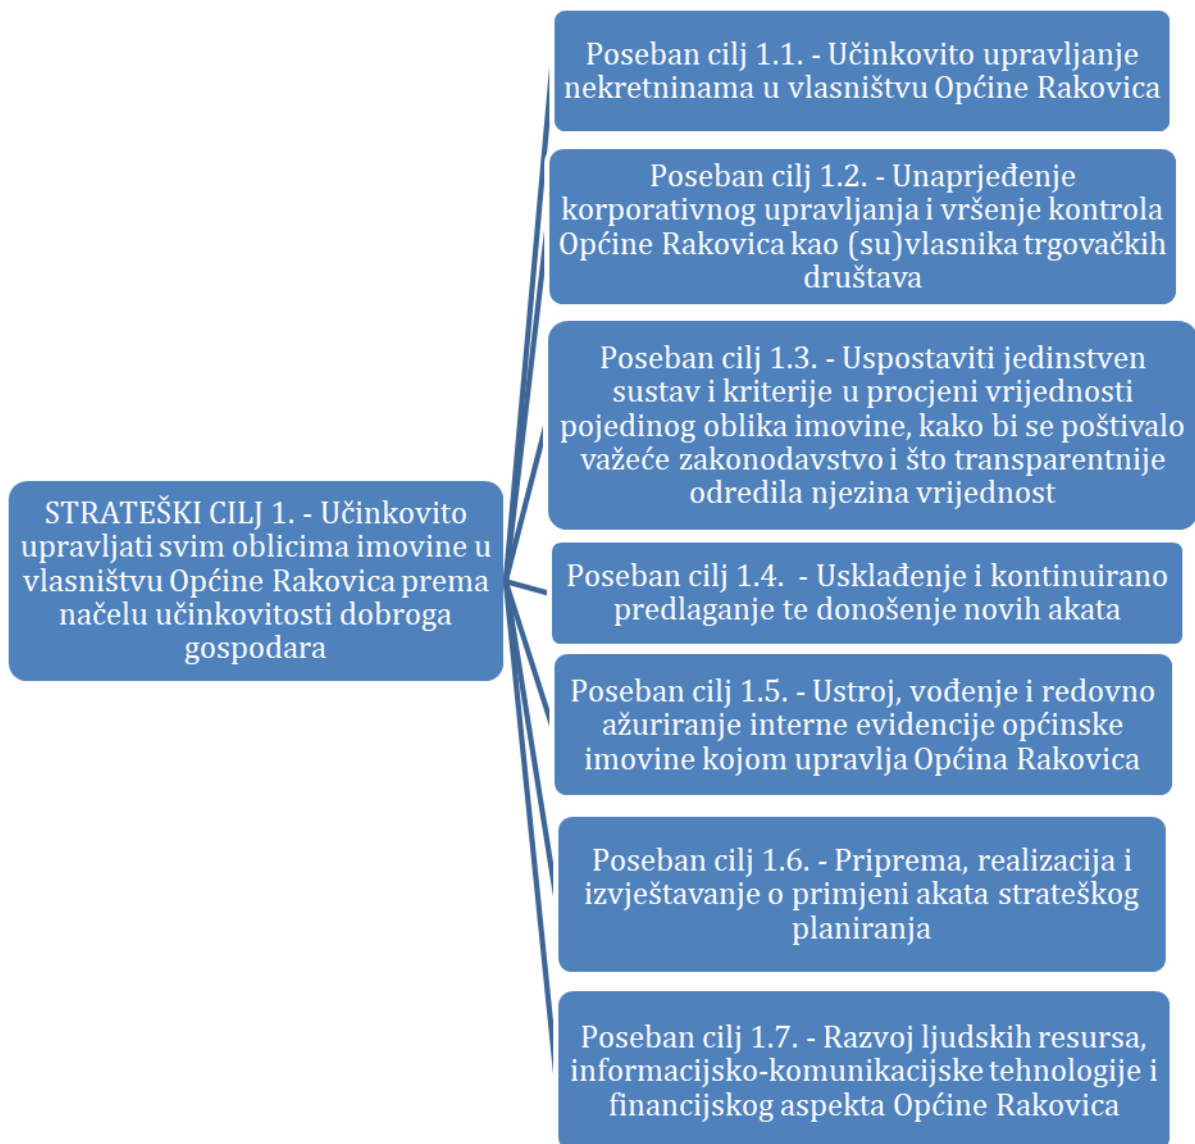 Poseban cilj 1.1. - Učinkovito upravljanje
nekretninama u vlasništvu Općine Rakovica
Poseban cilj 1.2. - Unaprjeđenje
korporativnog upravljanja i vršenje kontrola
Općine Rakovica kao (su)vlasnika trgovačkih
društava
Poseban cilj 1.3. - Uspostaviti jedinstven
sustav i kriterije u procjeni vrijednosti
pojedinog oblika imovine, kako bi se poštivalo
važeće zakonodavstvo i što transparentnije
odredila njezina vrijednost
STRATEŠKI CILJ 1. - Učinkovito
upravljati svim oblicima imovine u
vlasništvu Općine Rakovica prema
načelu učinkovitosti dobroga
gospodara
Poseban cilj 1.4.  - Usklađenje i kontinuirano
predlaganje te donošenje novih akata
Poseban cilj 1.5. - Ustroj, vođenje i redovno
ažuriranje interne evidencije općinske
imovine kojom upravlja Općina Rakovica
Poseban cilj 1.6. - Priprema, realizacija i
izvještavanje o primjeni akata strateškog
planiranja
Poseban cilj 1.7. - Razvoj ljudskih resursa,
informacijsko-komunikacijske tehnologije i
financijskog aspekta Općine Rakovica